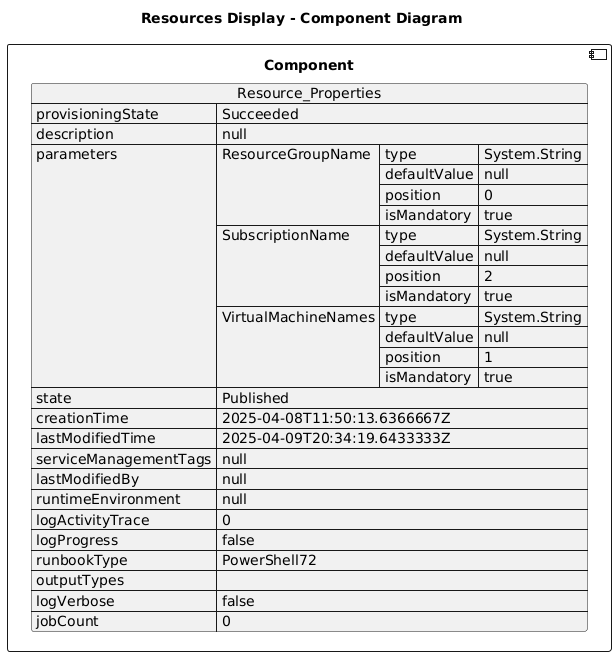 Resources Display - Component Diagram
Component
Resource_Properties
provisioningState Succeeded
description null
parameters ResourceGroupName type System.String
defaultValue null
position 0
isMandatory true
SubscriptionName type System.String
defaultValue null
position 2
isMandatory true
VirtualMachineNames type System.String
defaultValue null
position 1
isMandatory true
state Published
creationTime 2025-04-08T11:50:13.6366667Z
lastModifiedTime 2025-04-09T20:34:19.6433333Z
serviceManagementTags null
lastModifiedBy null
runtimeEnvironment null
logActivityTrace 0
logProgress false
runbookType PowerShell72
outputTypes
logVerbose false
jobCount 0